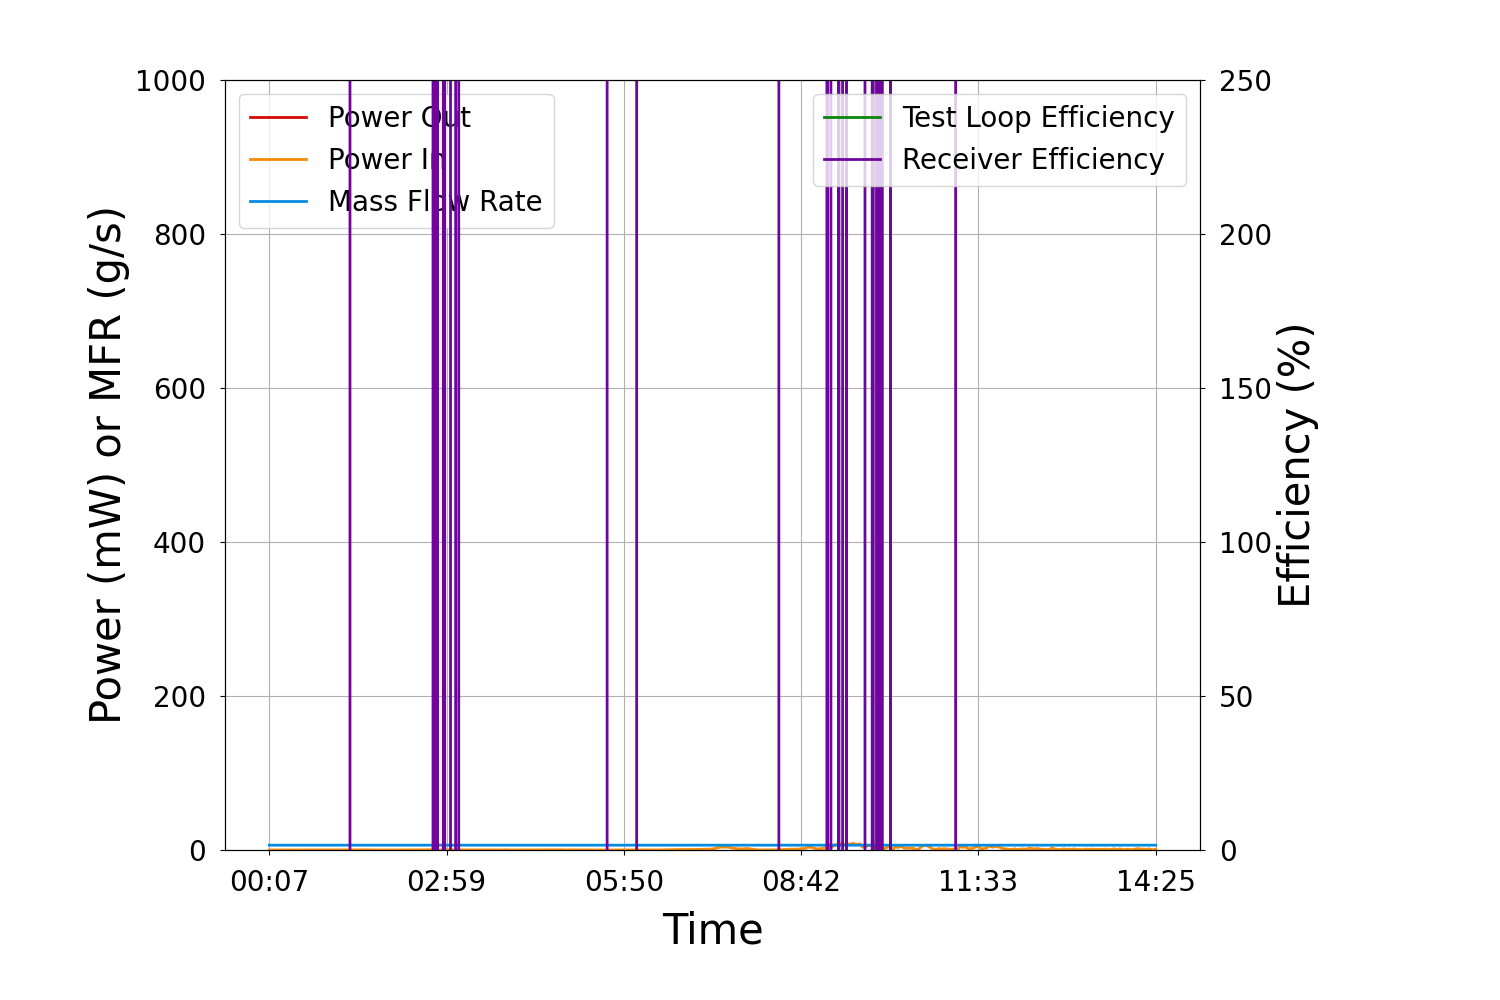 1000
800
600
400
200
0
Power (mW) or MFR (g/s)
Power Out
Power In
Mass Flow Rate
Test Loop Efficiency
Receiver Efficiency
250
200
150
100
50
0
Efficiency (%)
00:07 02:59 05:50 08:42 11:33 14:25
Time